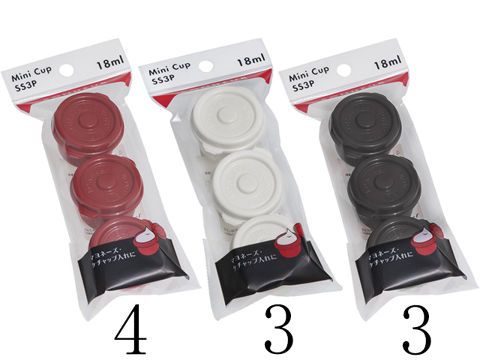 Mini Cup
SS3P
18ml
マヨネーズ・
ケチャップ入れに
4
Mini Cup
SS3P
18ml
マヨネーズ・
ケチャップ入れに
3
Mini Cup
SS3P
18ml
マヨネーズ・
ケチャップ入れに
3